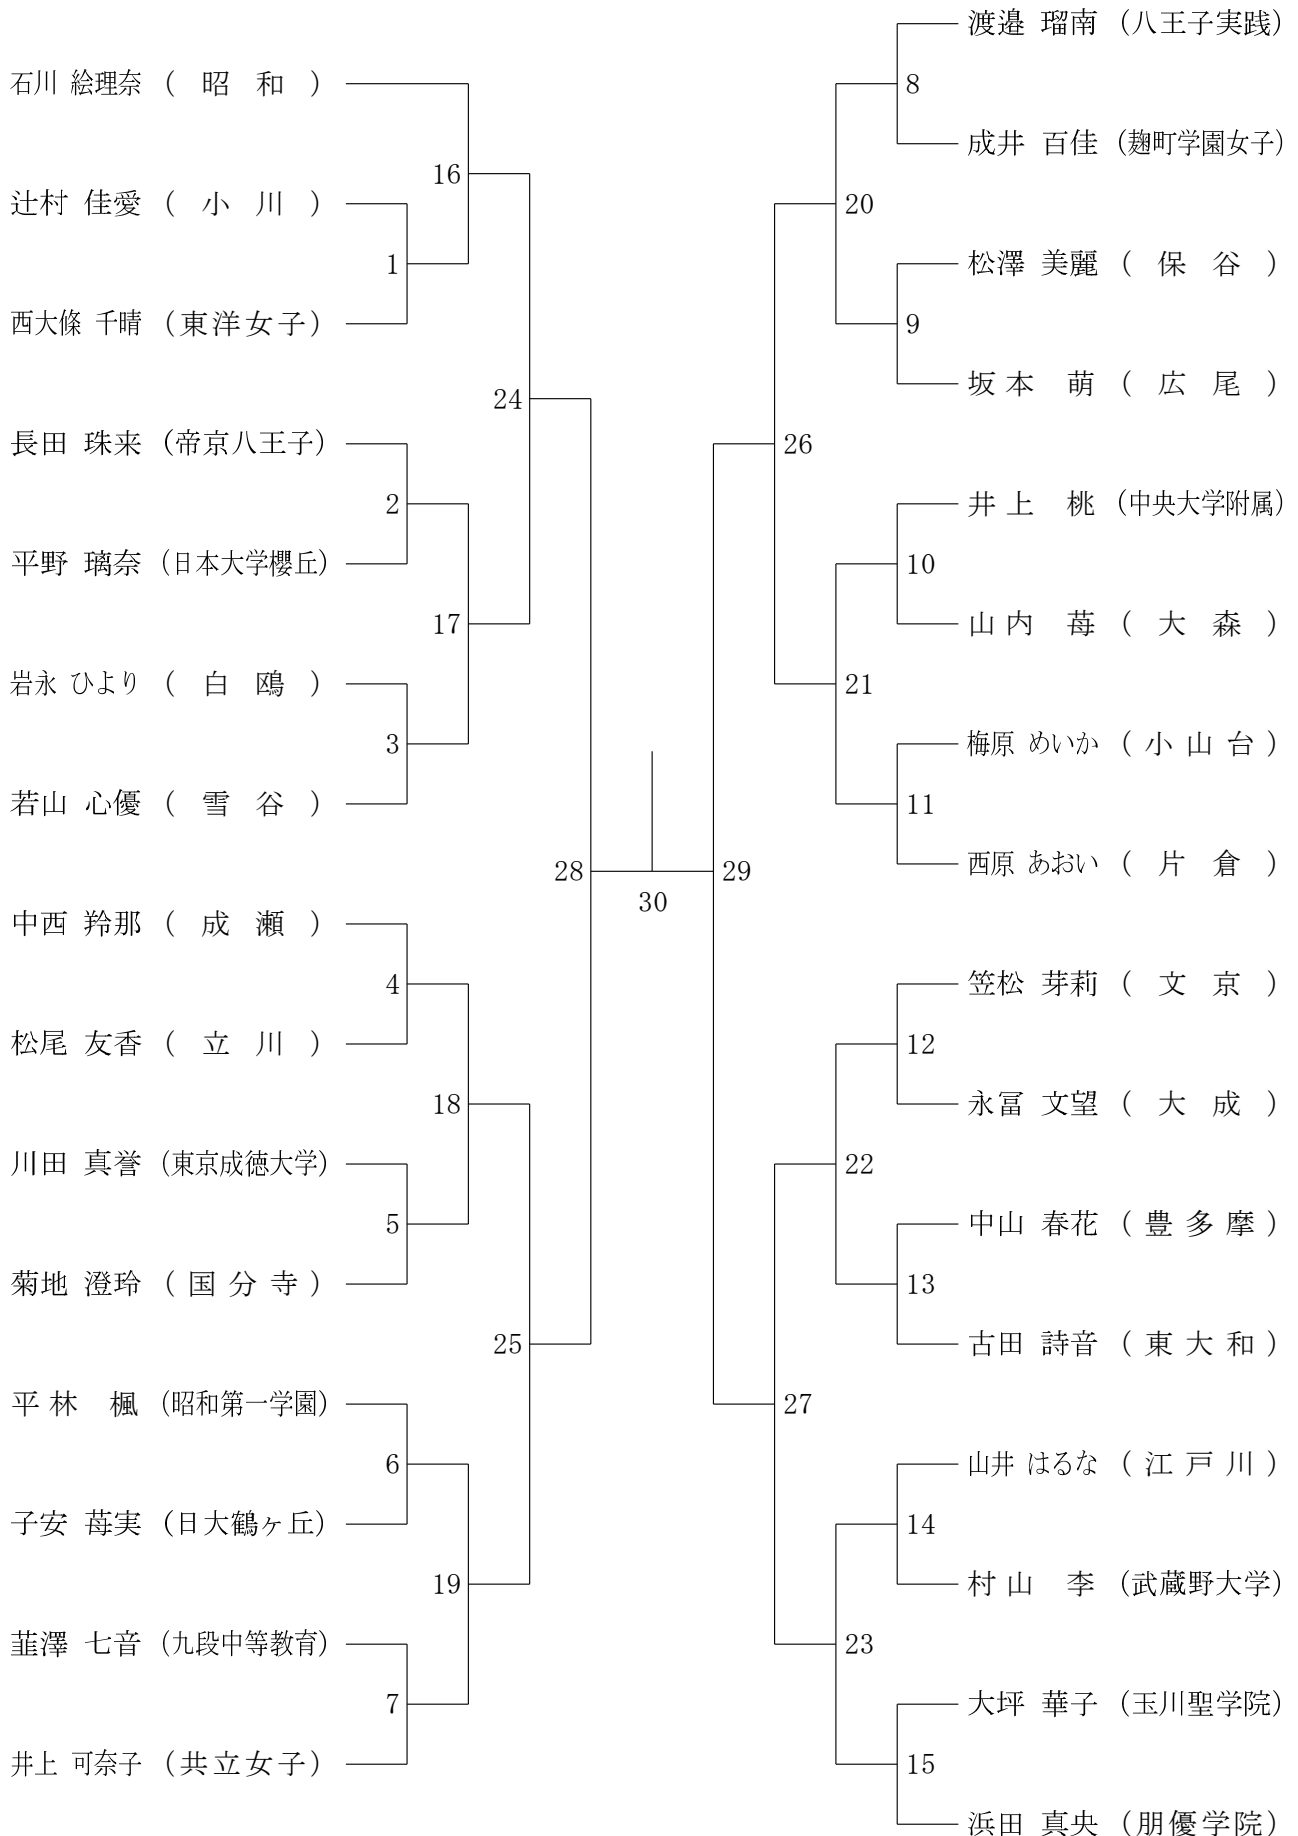 石川 絵理奈 ( 昭 和 )
辻村 佳愛 ( 小 川 )
西大條 千晴 (東洋女子)
長田 珠来 (帝京八王子)
平野 璃奈 (日本大学櫻丘)
岩永 ひより ( 白 鴎 )
若山 心優 ( 雪 谷 )
中西 羚那 ( 成 瀬 )
松尾 友香 ( 立 川 )
川田 真誉 (東京成徳大学)
菊地 澄玲 ( 国 分 寺 )
平 林 楓 (昭和第一学園)
子安 苺実 (日大鶴ヶ丘)
韮澤 七音 (九段中等教育)
井上 可奈子 (共立女子)
1
2
3
4
5
6
7
16
17
18
19
24
25
28
30
29
26
27
20
21
22
23
8
9
10
11
12
13
14
15
渡邉 瑠南 (八王子実践)
成井 百佳 (麹町学園女子)
松澤 美麗 ( 保 谷 )
坂 本 萌 ( 広 尾 )
井 上 桃 (中央大学附属)
山 内 苺 ( 大 森 )
梅原 めいか ( 小 山 台 )
西原 あおい ( 片 倉 )
笠松 芽莉 ( 文 京 )
永冨 文望 ( 大 成 )
中山 春花 ( 豊 多 摩 )
古田 詩音 ( 東 大 和 )
山井 はるな ( 江 戸 川 )
村 山 李 (武蔵野大学)
大坪 華子 (玉川聖学院)
浜田 真央 (朋優学院)